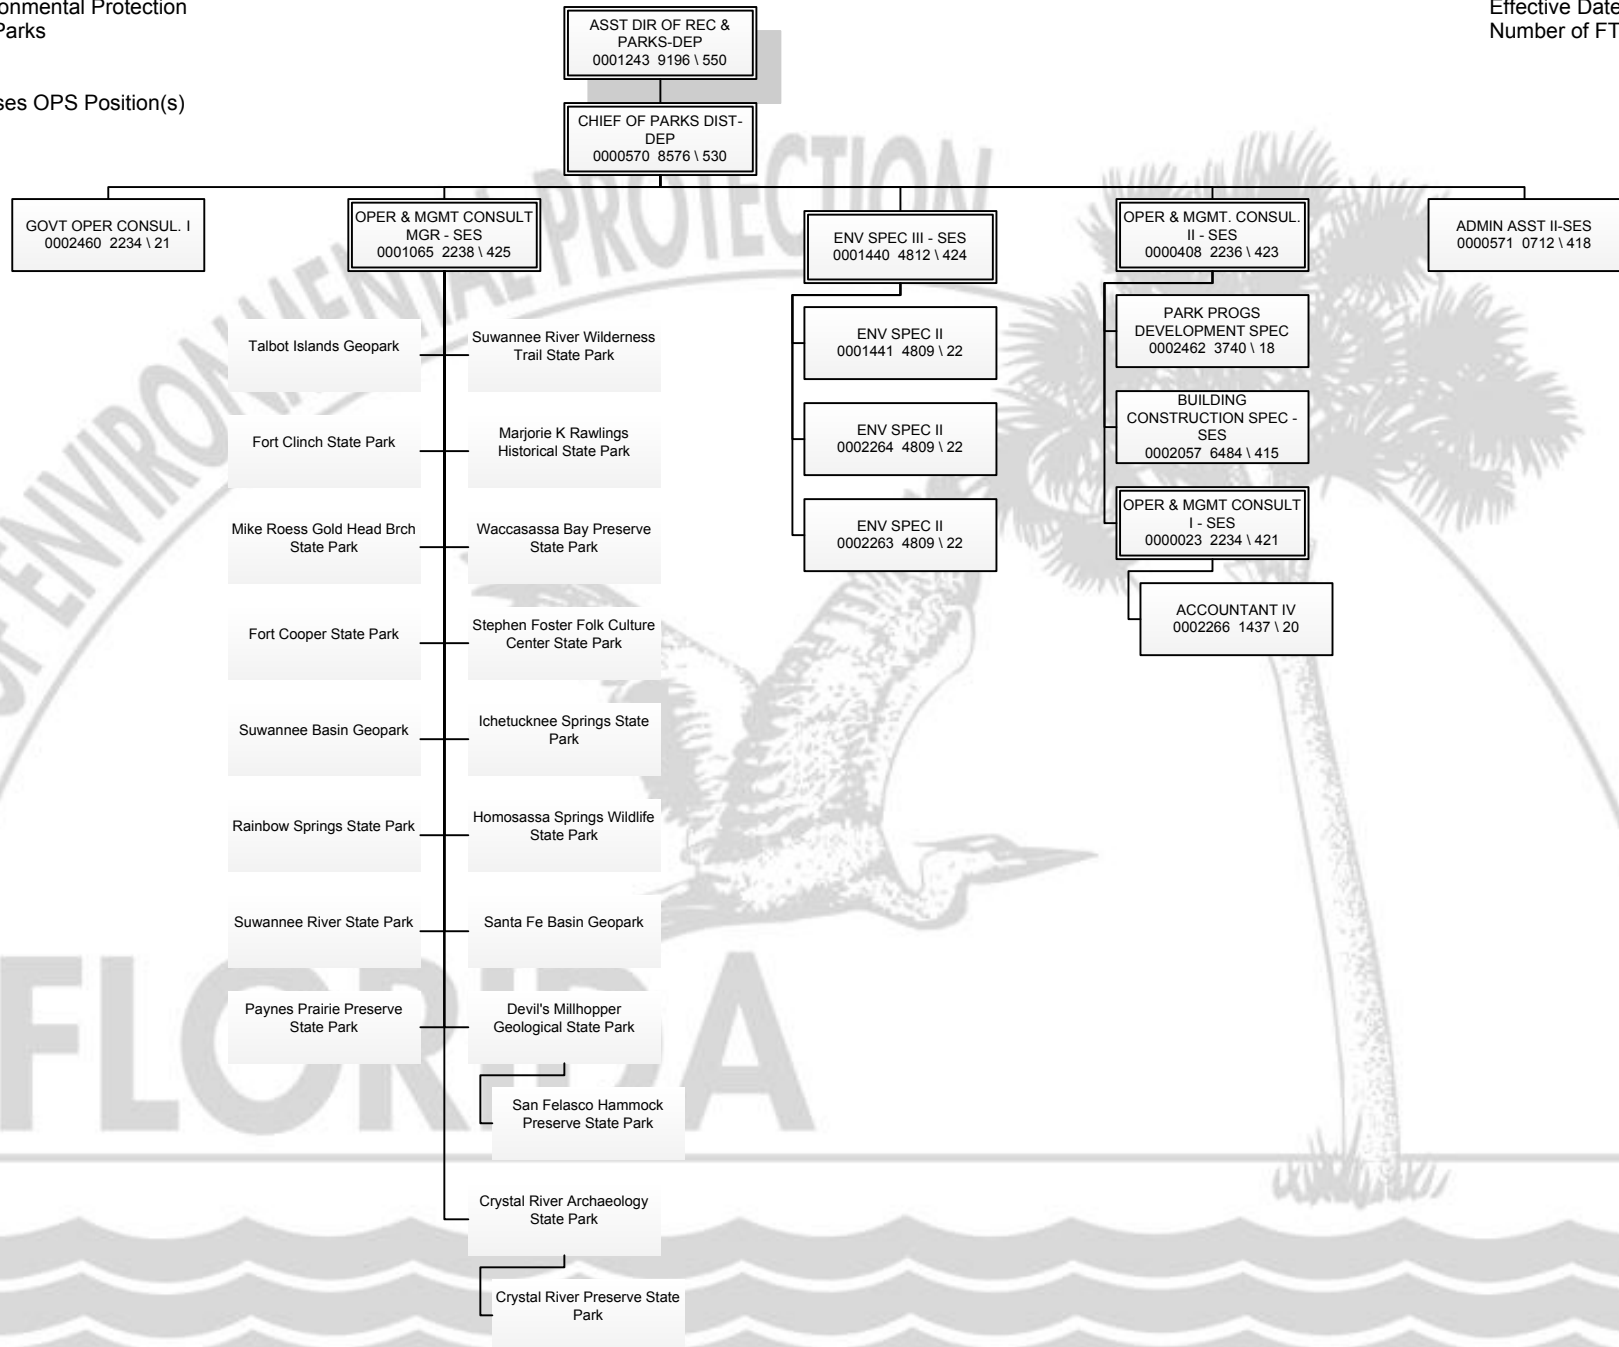 onmental Protection
Parks
ses OPS Position(s)
Effective Date
Number of FT
ASST DIR OF REC &
PARKS-DEP
0001243 9196 \ 550
CHIEF OF PARKS DIST-
DEP
0000570 8576 \ 530
GOVT OPER CONSUL. I
0002460 2234 \ 21
OPER & MGMT CONSULT
MGR - SES
0001065 2238 \ 425
ENV SPEC III - SES
0001440 4812 \ 424
OPER & MGMT. CONSUL.
II - SES
0000408 2236 \ 423
ADMIN ASST II-SES
0000571 0712 \ 418
Talbot Islands Geopark
Suwannee River Wilderness
Trail State Park
Fort Clinch State Park
Marjorie K Rawlings
Historical State Park
Mike Roess Gold Head Brch
State Park
Waccasassa Bay Preserve
State Park
Fort Cooper State Park
Stephen Foster Folk Culture
Center State Park
Suwannee Basin Geopark
Ichetucknee Springs State
Park
Rainbow Springs State Park
Homosassa Springs Wildlife
State Park
Suwannee River State Park
Santa Fe Basin Geopark
Paynes Prairie Preserve
State Park
Devil's Millhopper
Geological State Park
San Felasco Hammock
Preserve State Park
Crystal River Archaeology
State Park
Crystal River Preserve State
Park
ENV SPEC II
0001441 4809 \ 22
ENV SPEC II
0002264 4809 \ 22
ENV SPEC II
0002263 4809 \ 22
PARK PROGS
DEVELOPMENT SPEC
0002462 3740 \ 18
BUILDING
CONSTRUCTION SPEC -
SES
0002057 6484 \ 415
OPER & MGMT CONSULT
I - SES
0000023 2234 \ 421
ACCOUNTANT IV
0002266 1437 \ 20
OF ENVIRONMENTAL PROTECTION
FLORIDA